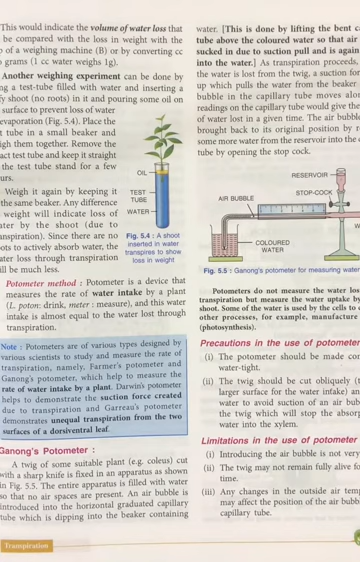 This would indicate the volume of water loss that
be compared with the loss in weight with the
of a weighing machine (B) or by converting cc
grams (1 cc water weighs 1g).
Another weighing experiment can be done by
ng a test-tube filled with water and inserting a
y shoot (no roots) in it and pouring some oil on
surface to prevent loss of water
evaporation (Fig. 5.4). Place the
t tube in a small beaker and
igh them together. Remove the
act test tube and keep it straight
the test tube stand for a few
urs.
Weigh it again by keeping it
the same beaker. Any difference
weight will indicate loss of
ater by the shoot (due to
anspiration). Since there are no
oots to actively absorb water, the
ater loss through transpiration
ill be much less.
OIL
TEST
TUBE
WATER
Fig. 5.4 : A shoot
inserted in water
transpires to show
loss in weight
Potometer method : Potometer is a device that
measures the rate of water intake by a plant
(L. poton: drink, meter : measure), and this water
intake is almost equal to the water lost through
transpiration.
Note : Potometers are of various types designed by
various scientists to study and measure the rate of
transpiration, namely, Farmer's potometer and
Ganong's potometer, which help to measure the
rate of water intake by a plant. Darwin's potometer
helps to demonstrate the suction force created
due to transpiration and Garreau's potometer
demonstrates unequal transpiration from the two
surfaces of a dorsiventral leaf.
Ganong's Potometer :
A twig of some suitable plant (e.g. coleus) cut
with a sharp knife is fixed in an apparatus as shown
in Fig. 5.5. The entire apparatus is filled with water
so that no air spaces are present. An air bubble is
introduced into the horizontal graduated capillary
tube which is dipping into the beaker containing
Transpiration
water. [This is done by lifting the bent c
tube above the coloured water so that air
sucked in due to suction pull and is again
into the water.] As transpiration proceeds,
the water is lost from the twig, a suction for
up which pulls the water from the beaker
bubble in the capillary tube moves alon
readings on the capillary tube would give the
of water lost in a given time. The air bubble
brought back to its original position by r
some more water from the reservoir into the
tube by opening the stop cock.
RESERVOIR
STOP-COCK
AIR BUBBLE
W
COLOURED
WATER
Fig. 5.5 : Ganong's potometer for measuring water
Potometers do not measure the water los
transpiration but measure the water uptake by
shoot. Some of the water is used by the cells to
other processes, for example, manufacture
(photosynthesis).
Precautions in the use of potometer
(i) The potometer should be made com
water-tight.
(ii) The twig should be cut obliquely (t
larger surface for the water intake) an
water to avoid suction of an air bub
the twig which will stop the absorp
water into the xylem.
Limitations in the use of potometer
(i) Introducing the air bubble is not very
(ii) The twig may not remain fully alive fo
time.
(iii) Any changes in the outside air temp
may affect the position of the air bubb
capillary tube.